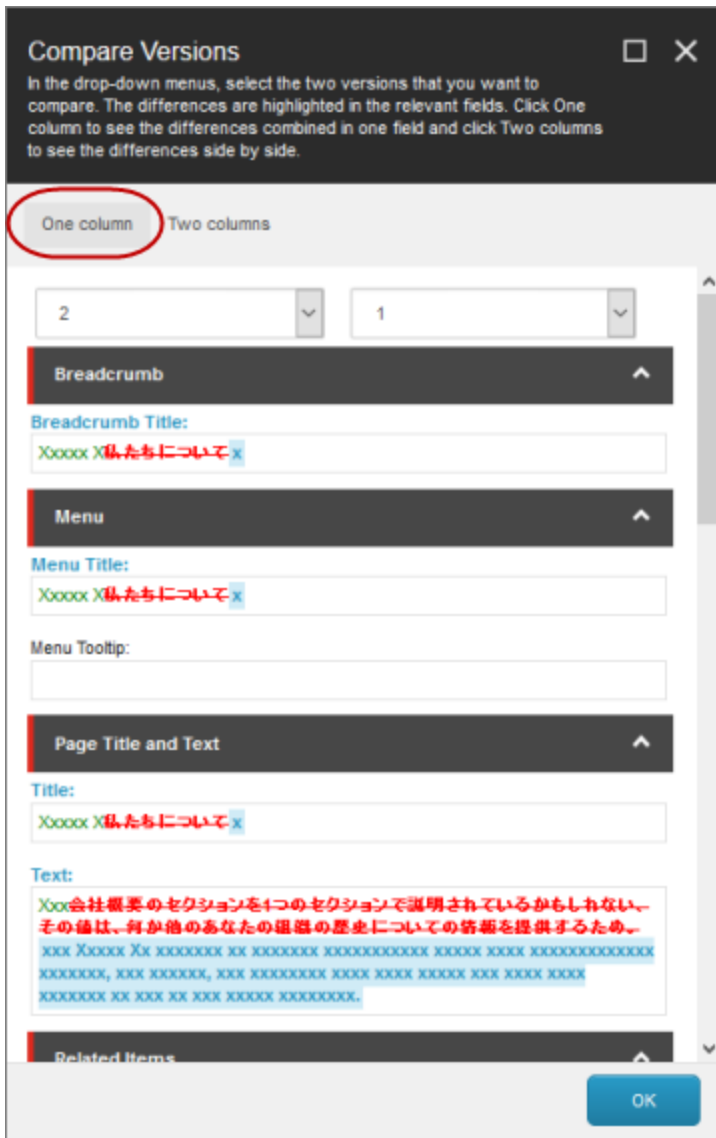 Compare Versions
In the drop-down menus, select the two versions that you want to
compare. The differences are highlighted in the relevant fields. Click One
column to see the differences combined in one field and click Two columns
to see the differences side by side.
One column Two columns
2 1
Breadcrumb
Breadcrumb Title:
Xxxxx X私たちについて x
Menu
Menu Title:
Xxxxx X私たちについて x
Menu Tooltip:
Page Title and Text
Title:
Xxxxx X私たちについて x
Text:
Xxx会社概要のセクションを1つのセクションで説明されているかもしれない、
その値は、何か他のあなたの組織の歴史についての情報を提供するため。
xxx Xxxxx Xx xxxxxxx xx xxxxxxx xxxxxxxxxxx xxxxx xxxx xxxxxxxxxxxxx
xxxxxxx, xxx xxxxxx, xxx xxxxxxxx xxxx xxxx xxxxx xxx xxxx xxxx
xxxxxxx xx xxx xx xxx xxxxx xxxxxxxx.
Related Items
OK